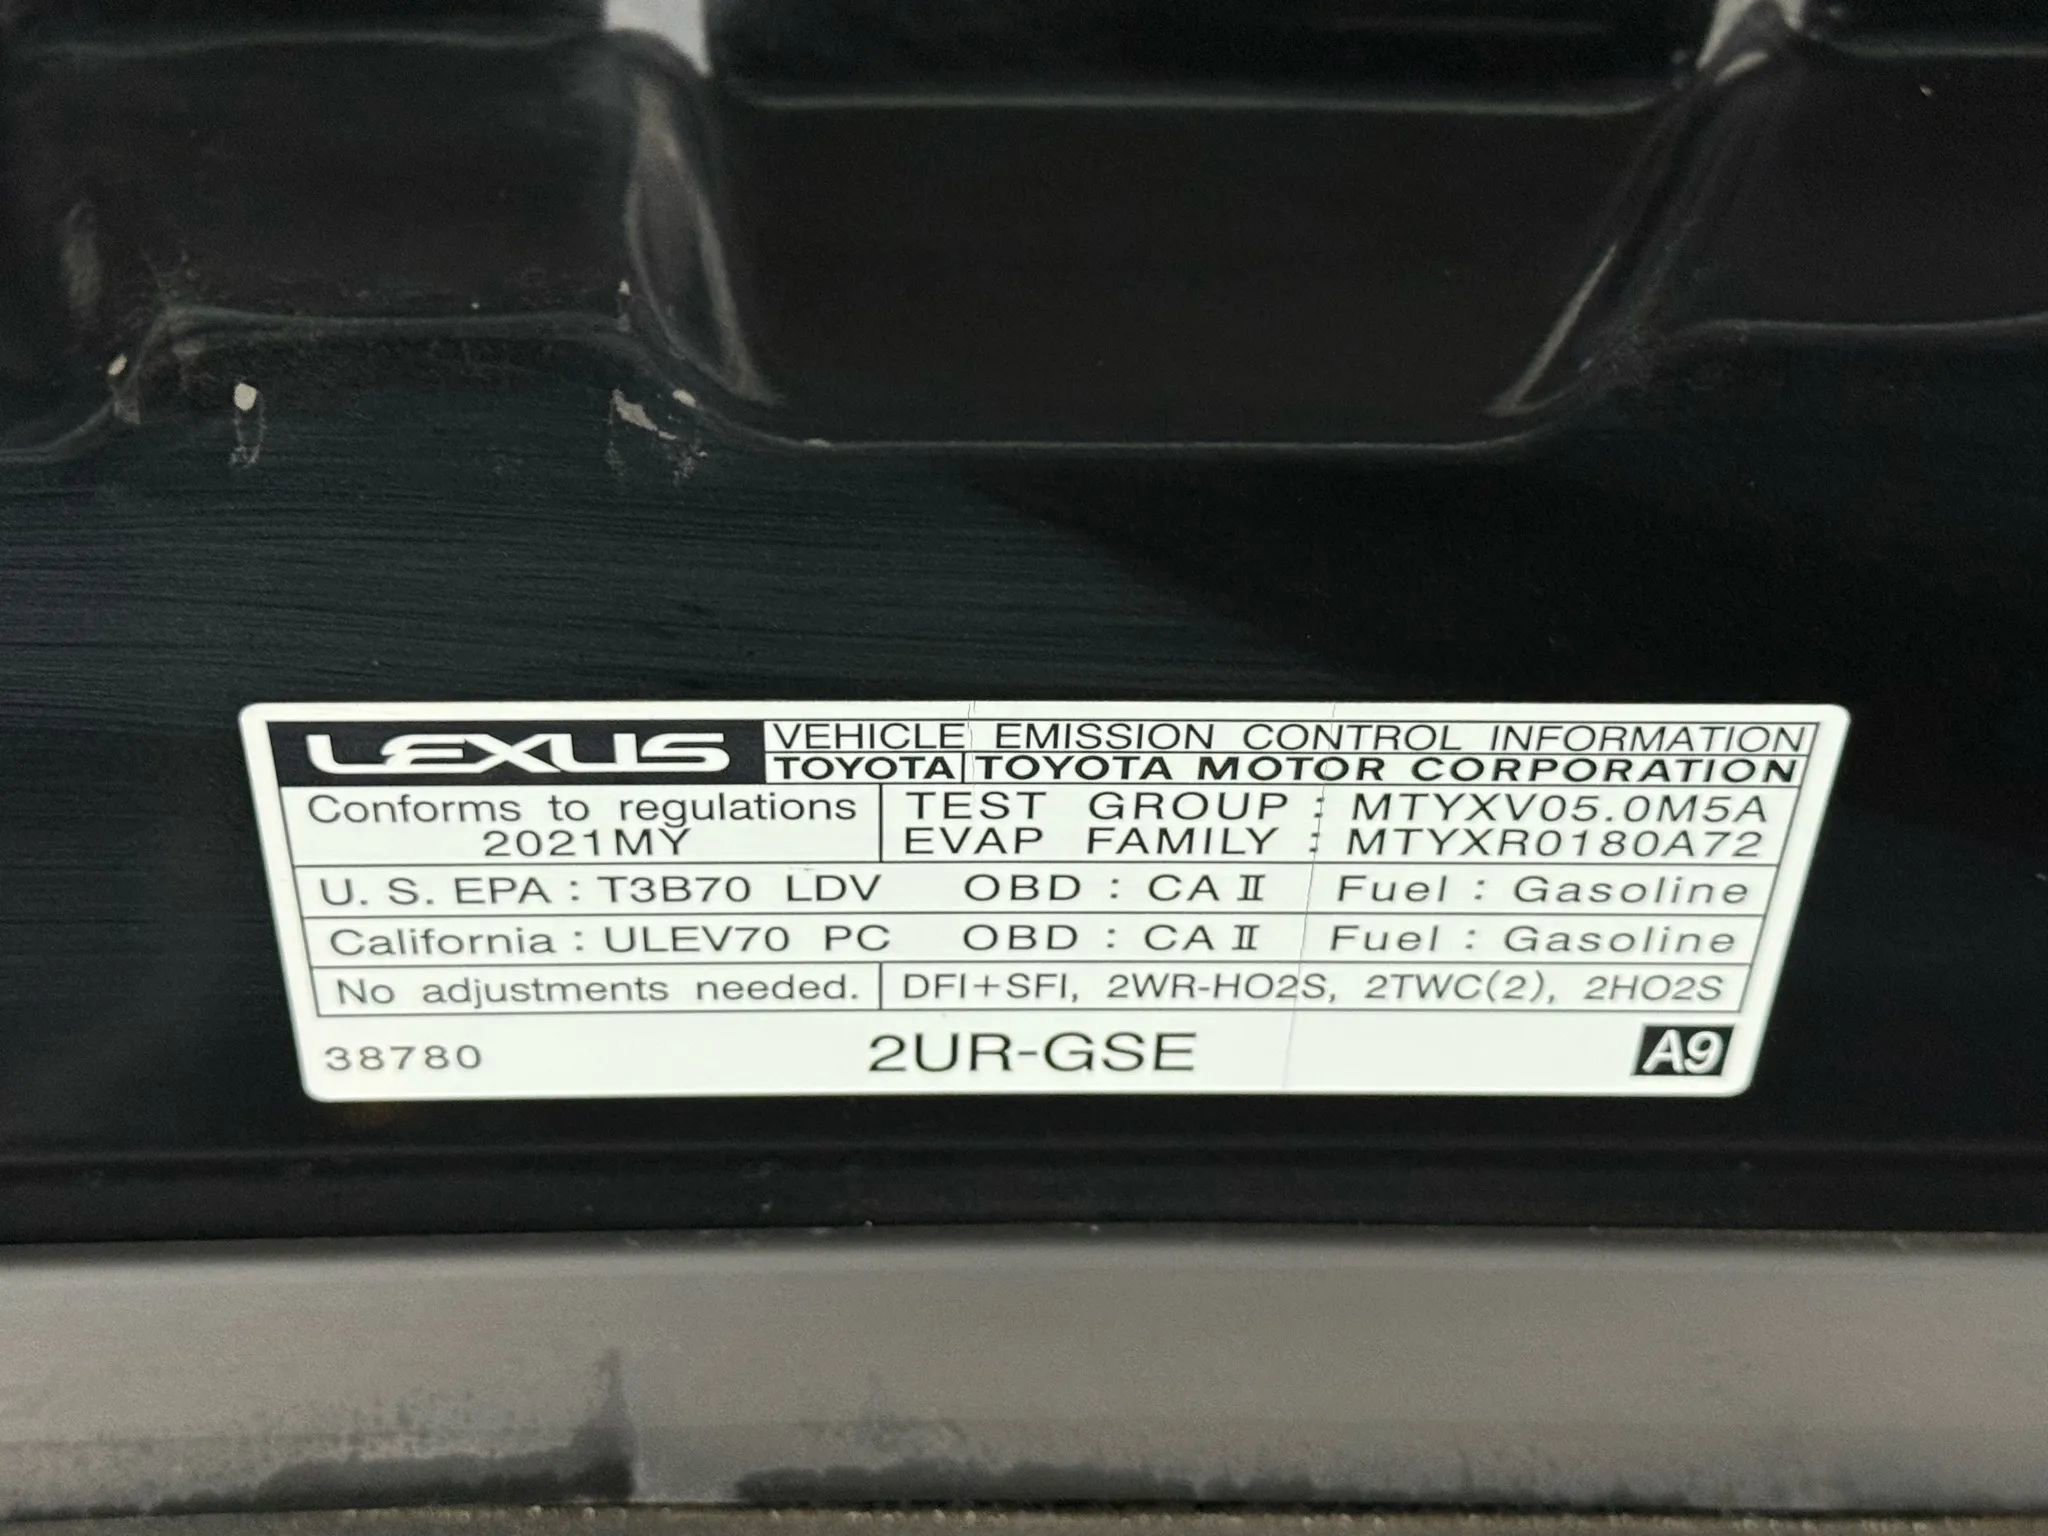 LEXUS VEHICLE EMISSION CONTROL INFORMATION
TOYOTA TOYOTA MOTOR CORPORATION
Conforms to regulations
2021MY
TEST GROUP : MTYXV05.0M5A
EVAP FAMILY : MTYXR0180A72
U. S. EPA : T3B70 LDV OBD : CA II Fuel : Gasoline
California : ULEV70 PC OBD : CA II Fuel : Gasoline
No adjustments needed. DFI+SFI, 2WR-HO2S, 2TWC(2), 2HO2S
38780 2UR-GSE A9